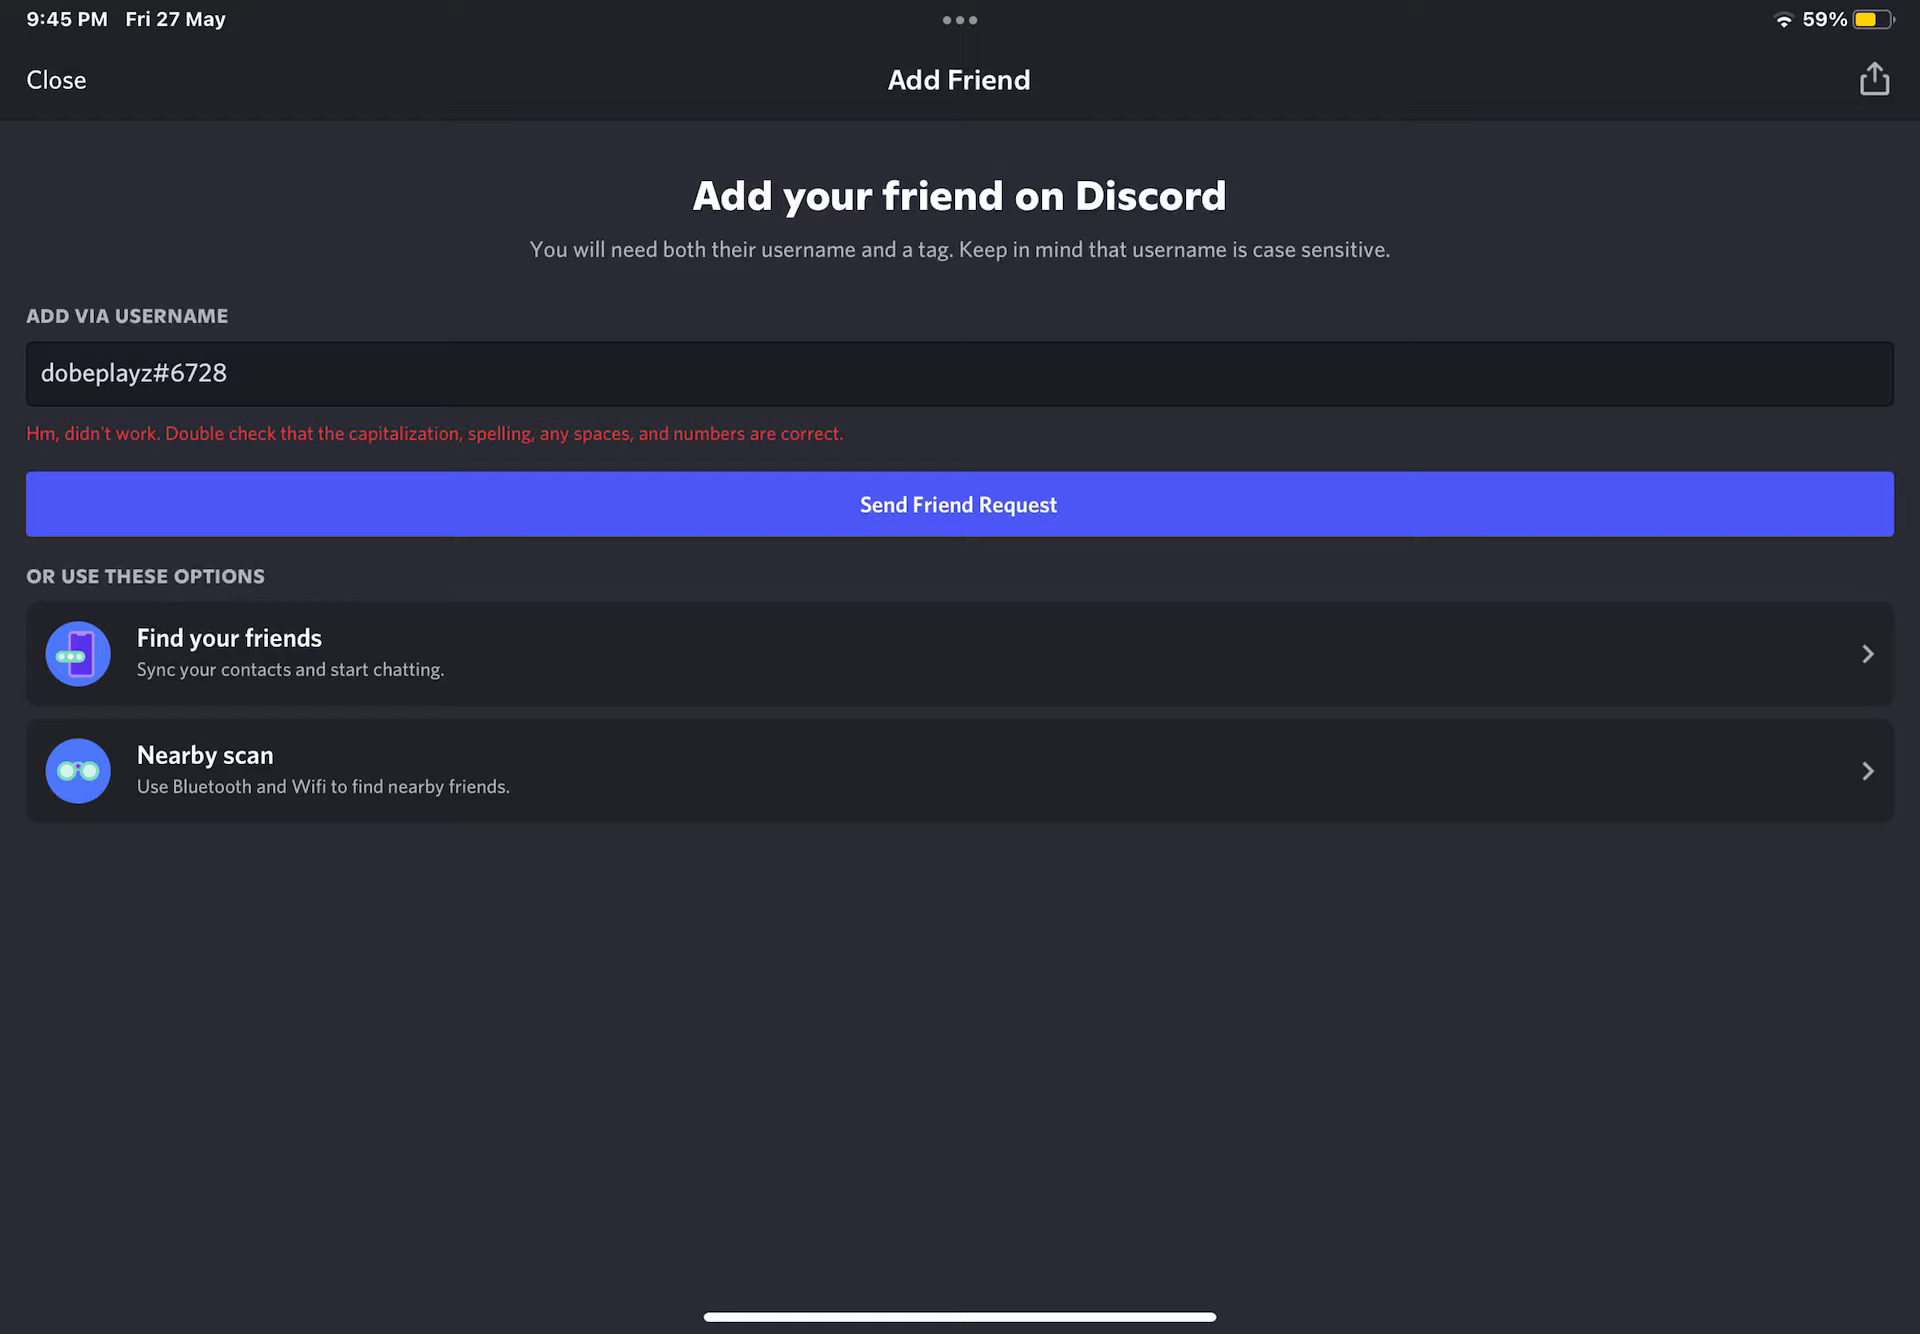 9:45 PM Fri 27 May
59%
Close
Add Friend
Add your friend on Discord
You will need both their username and a tag. Keep in mind that username is case sensitive.
ADD VIA USERNAME
dobeplayz#6728
Hm, didn't work. Double check that the capitalization, spelling, any spaces, and numbers are correct.
Send Friend Request
OR USE THESE OPTIONS
Find your friends
Sync your contacts and start chatting.
Nearby scan
Use Bluetooth and Wifi to find nearby friends.